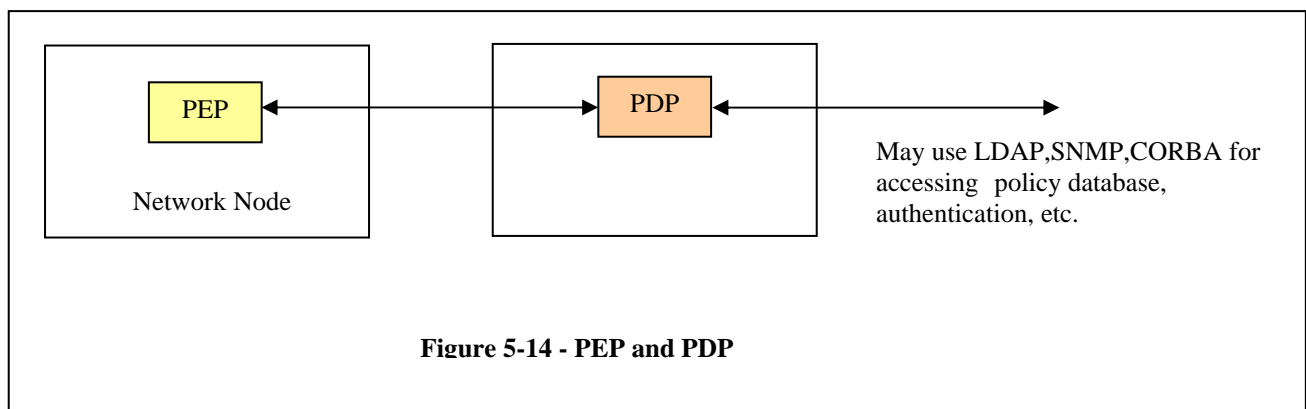 PEP
PDP
Network Node
May use LDAP,SNMP,CORBA for
accessing policy database,
authentication, etc.
Figure 5-14 - PEP and PDP